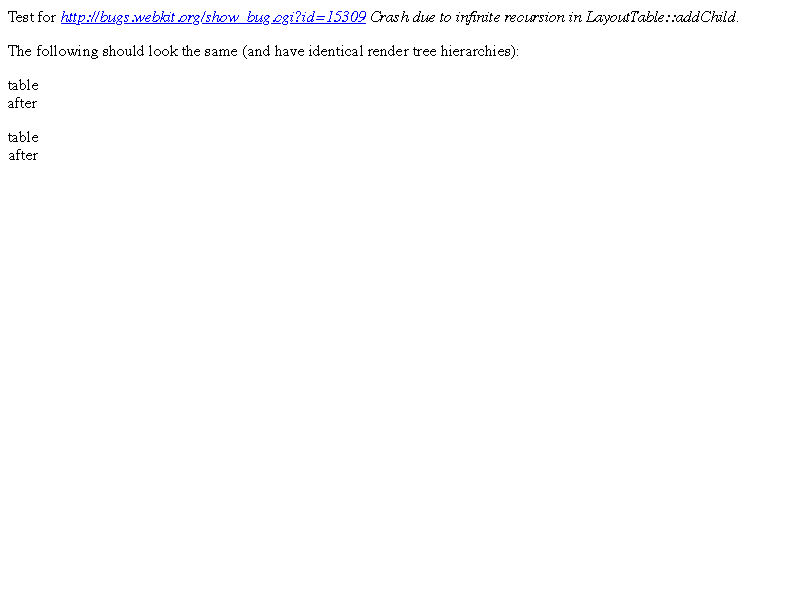 Test for http://bugs.webkit.org/show_bug.cgi?id=15309 Crash due to infinite recursion in LayoutTable::addChild.
The following should look the same (and have identical render tree hierarchies):
table
after
table
after